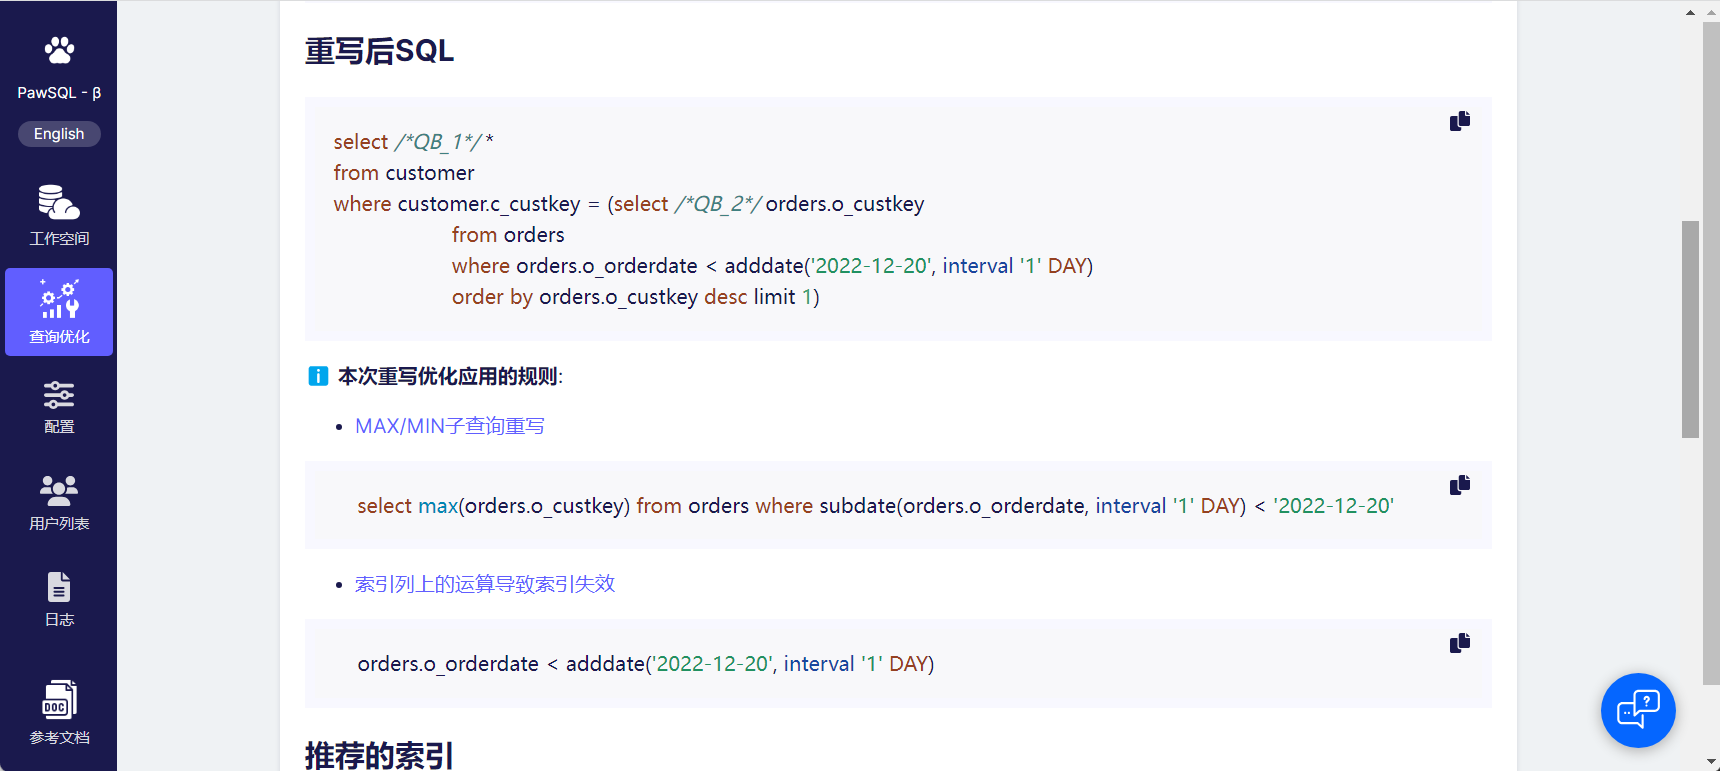 PawSQL - β
English
工作空间
查询优化
配置
用户列表
日志
DOC
参考文档
重写后SQL
select /*QB_1*/ *
from customer
where customer.c_custkey = (select /*QB_2*/ orders.o_custkey
from orders
where orders.o_orderdate < adddate('2022-12-20', interval '1' DAY)
order by orders.o_custkey desc limit 1)
i 本次重写优化应用的规则:
• MAX/MIN子查询重写
select max(orders.o_custkey) from orders where subdate(orders.o_orderdate, interval '1' DAY) < '2022-12-20'
• 索引列上的运算导致索引失效
orders.o_orderdate < adddate('2022-12-20', interval '1' DAY)
推荐的索引